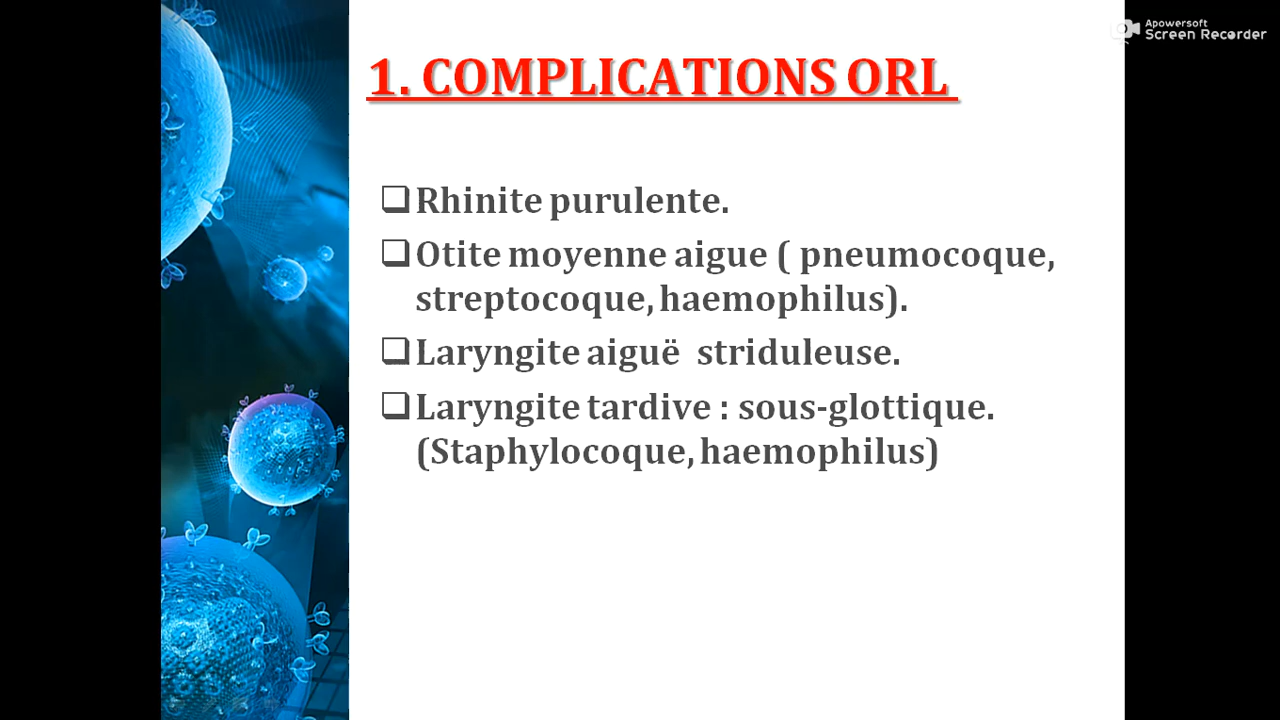 Apowersoft
Screen Recorder
1. COMPLICATIONS ORL
Rhinite purulente.
Otite moyenne aigue ( pneumocoque,
streptocoque, haemophilus).
Laryngite aiguë striduleuse.
Laryngite tardive : sous-glottique.
(Staphylocoque, haemophilus)